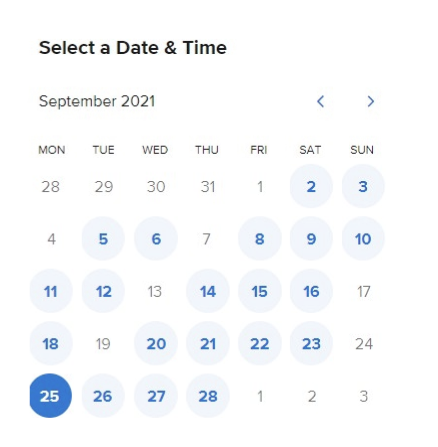 Select a Date & Time
September 2021
MON TUE WED THU FRI SAT SUN
28 29 30 31 1 2 3
4 5 6 7 8 9 10
11 12 13 14 15 16 17
18 19 20 21 22 23 24
25 26 27 28 1 2 3